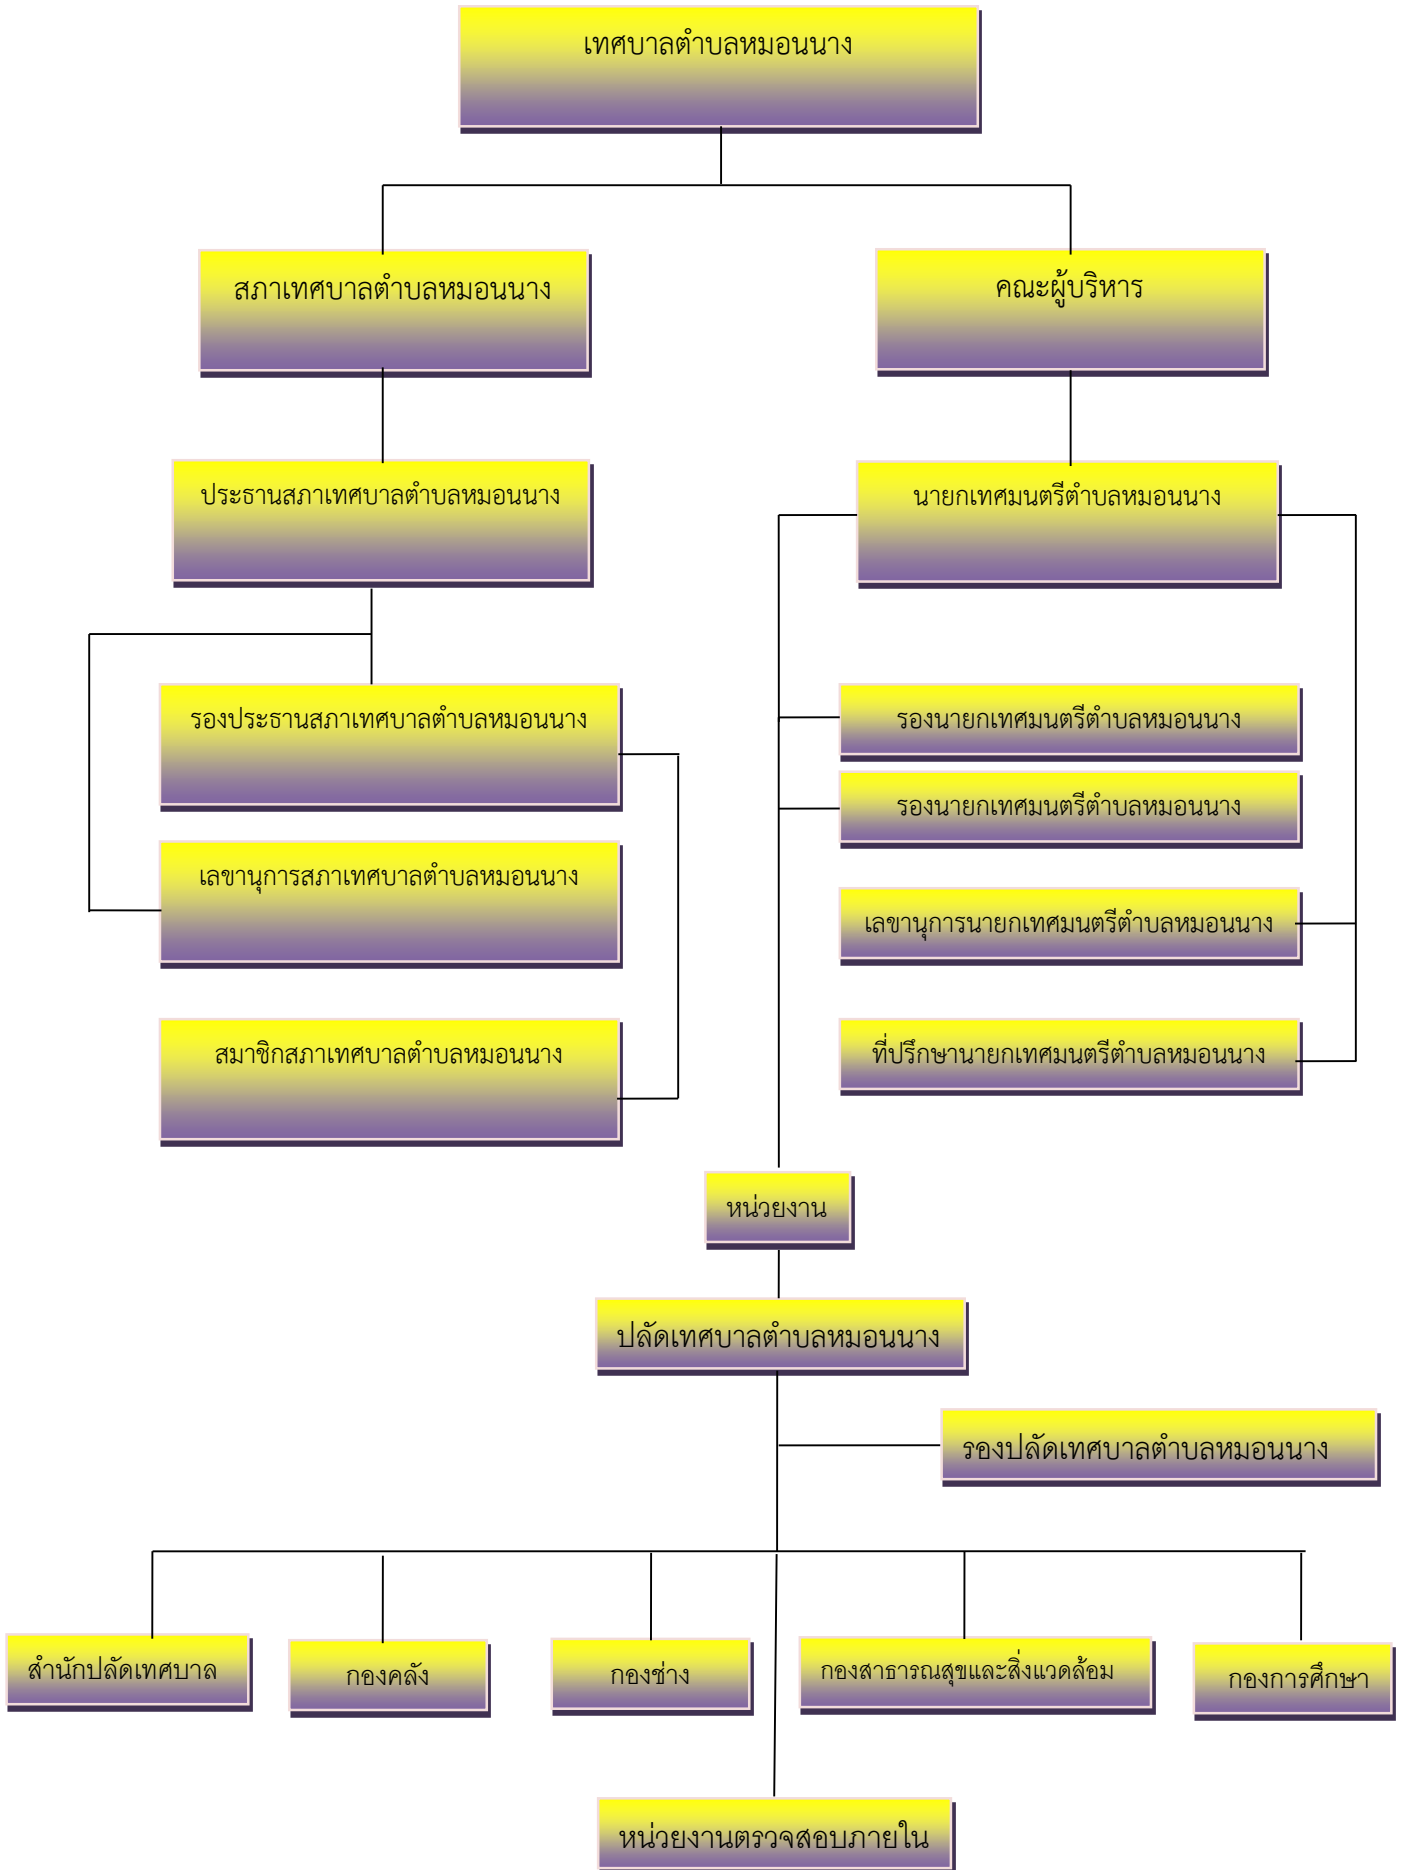 เทศบาลตำบลหมอนนาง
สภาเทศบาลตำบลหมอนนาง
คณะผู้บริหาร
ประธานสภาเทศบาลตำบลหมอนนาง
นายกเทศมนตรีตำบลหมอนนาง
รองประธานสภาเทศบาลตำบลหมอนนาง
รองนายกเทศมนตรีตำบลหมอนนาง
รองนายกเทศมนตรีตำบลหมอนนาง
เลขานุการสภาเทศบาลตำบลหมอนนาง
เลขานุการนายกเทศมนตรีตำบลหมอนนาง
สมาชิกสภาเทศบาลตำบลหมอนนาง
ที่ปรึกษานายกเทศมนตรีตำบลหมอนนาง
หน่วยงาน
ปลัดเทศบาลตำบลหมอนนาง
รองปลัดเทศบาลตำบลหมอนนาง
สำนักปลัดเทศบาล
กองคลัง
กองช่าง
กองสาธารณสุขและสิ่งแวดล้อม
กองการศึกษา
หน่วยงานตรวจสอบภายใน